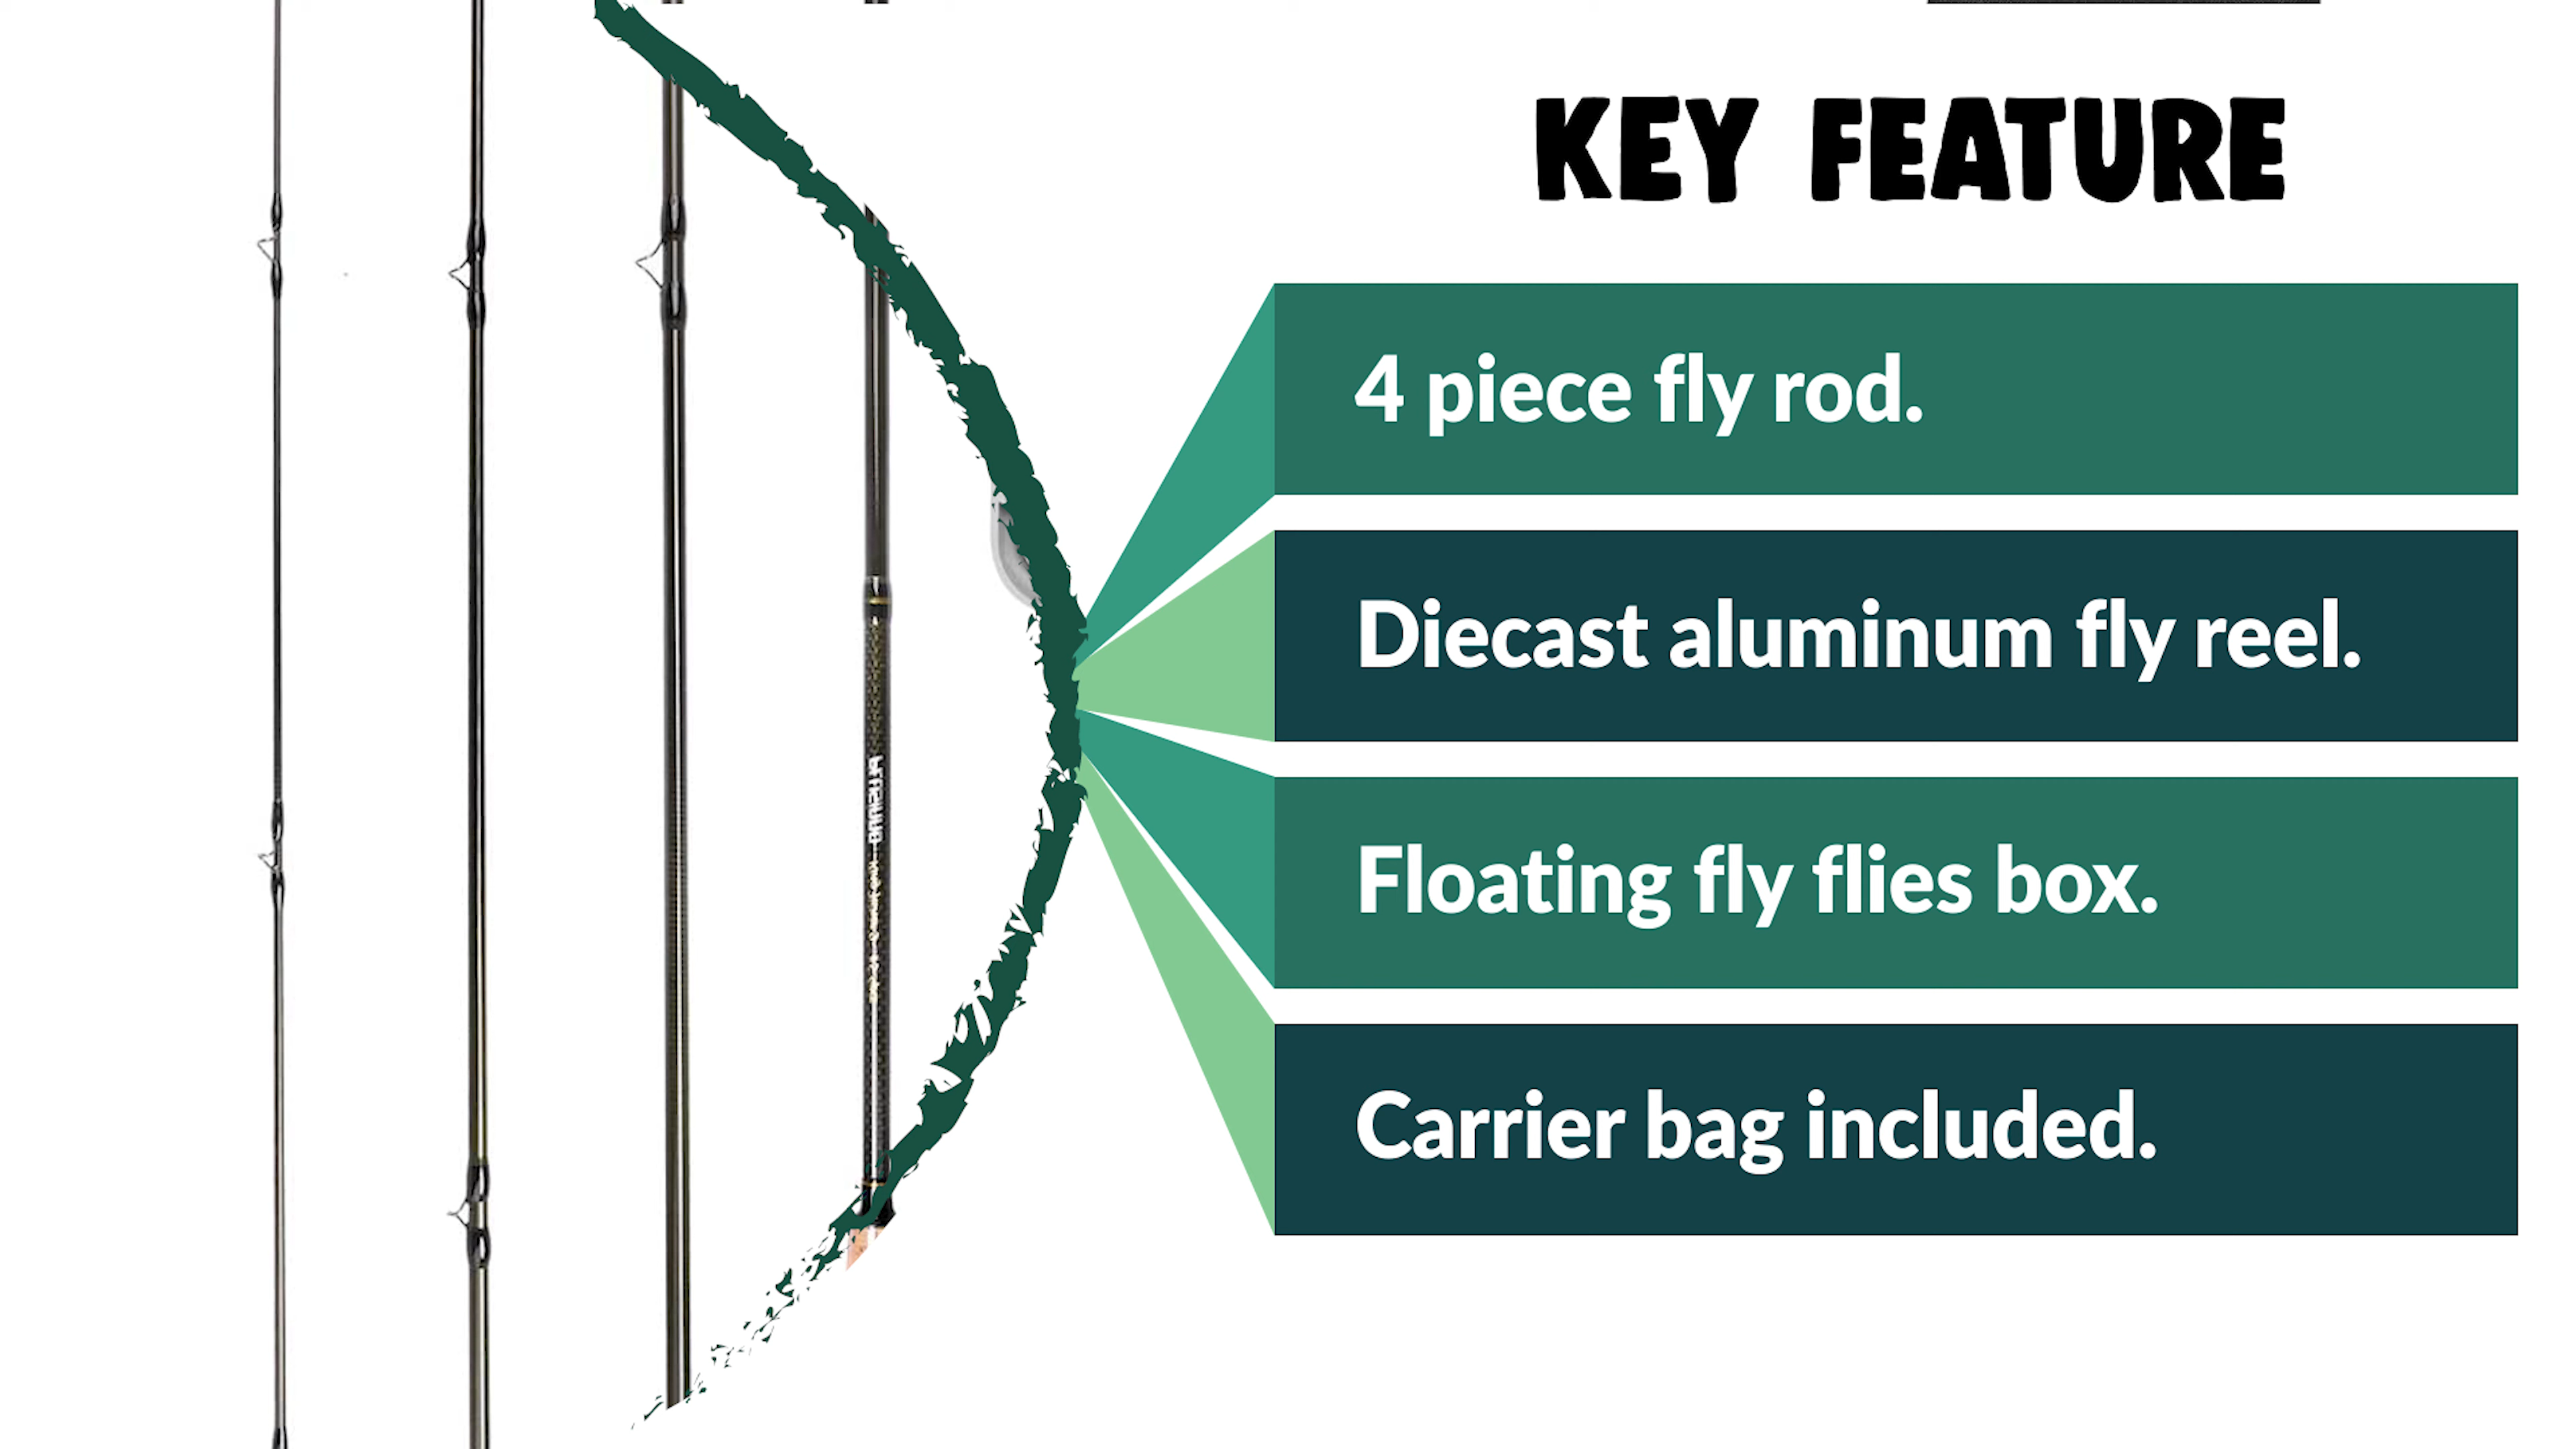 KEY FEATURE
4 piece fly rod.
Diecast aluminum fly reel.
Floating fly flies box.
Carrier bag included.